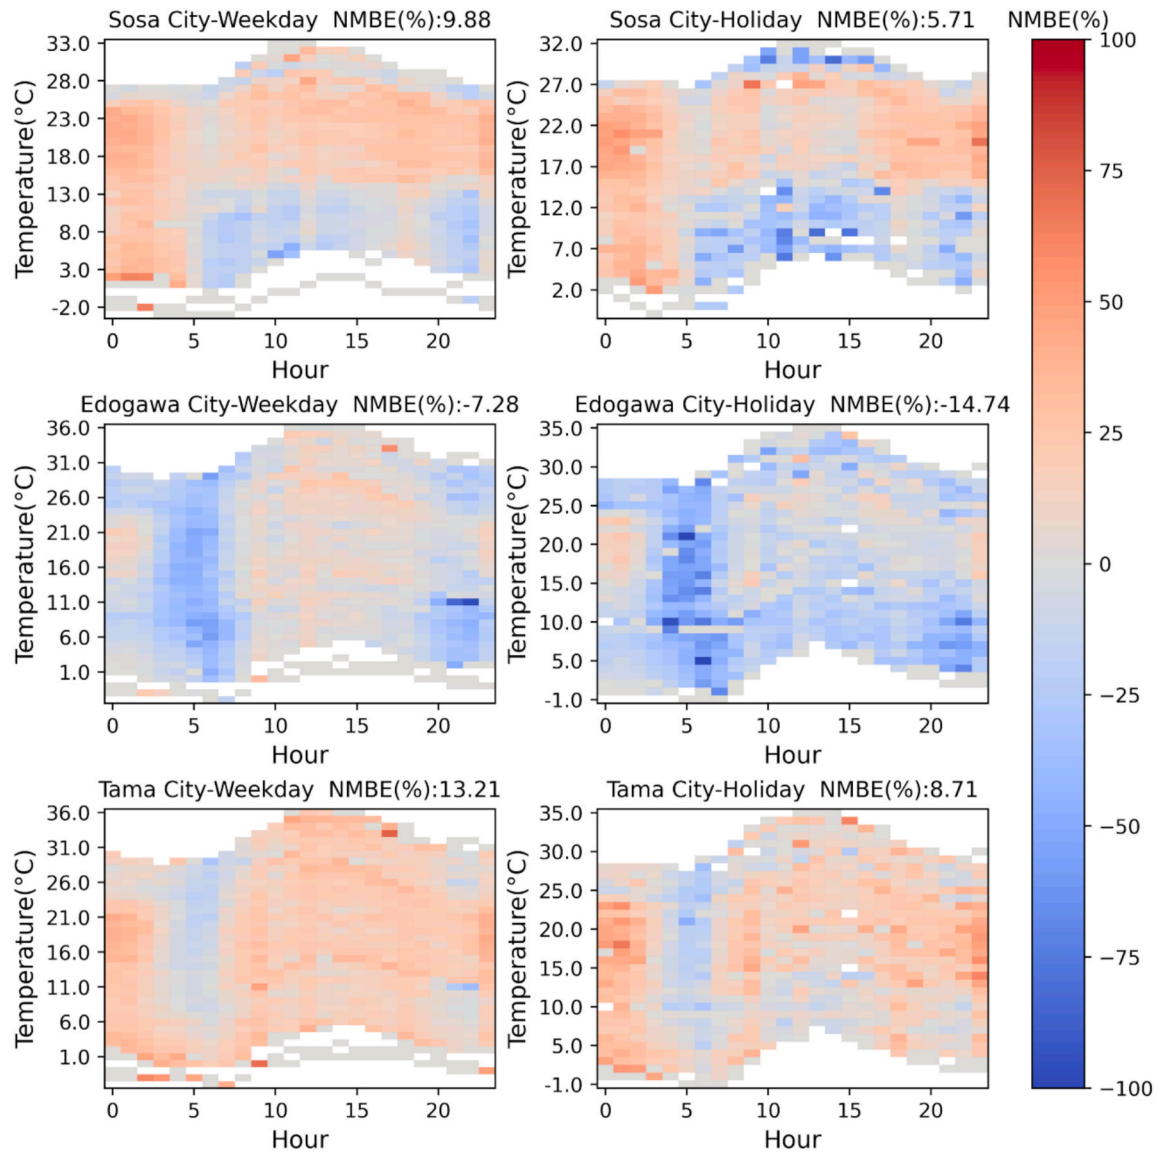 Sosa City-Weekday  NMBE(%):9.88
Sosa City-Holiday  NMBE(%):5.71
NMBE(%)
Temperature(°C)
33.0
28.0
23.0
18.0
13.0
8.0
3.0
-2.0
0 5 10 15 20
Hour
Temperature(°C)
32.0
27.0
22.0
17.0
12.0
7.0
2.0
0 5 10 15 20
Hour
Edogawa City-Weekday  NMBE(%):-7.28
Edogawa City-Holiday  NMBE(%):-14.74
Temperature(°C)
36.0
31.0
26.0
21.0
16.0
11.0
6.0
1.0
0 5 10 15 20
Hour
Temperature(°C)
35.0
30.0
25.0
20.0
15.0
10.0
5.0
-1.0
0 5 10 15 20
Hour
Tama City-Weekday  NMBE(%):13.21
Tama City-Holiday  NMBE(%):8.71
Temperature(°C)
36.0
31.0
26.0
21.0
16.0
11.0
6.0
1.0
0 5 10 15 20
Hour
Temperature(°C)
35.0
30.0
25.0
20.0
15.0
10.0
5.0
-1.0
0 5 10 15 20
Hour
100
75
50
25
0
−25
−50
−75
−100